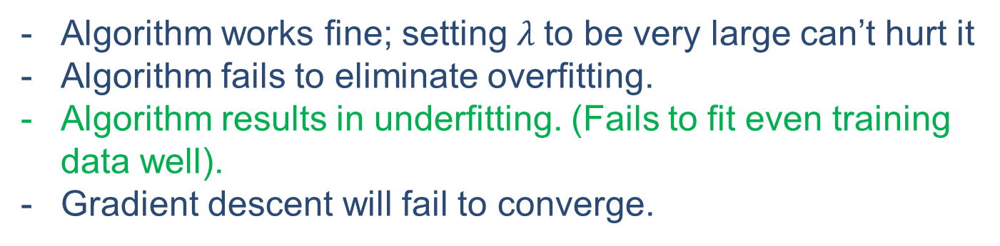 - Algorithm works fine; setting 𝜆 to be very large can’t hurt it
- Algorithm fails to eliminate overfitting.
- Algorithm results in underfitting. (Fails to fit even training
data well).
- Gradient descent will fail to converge.